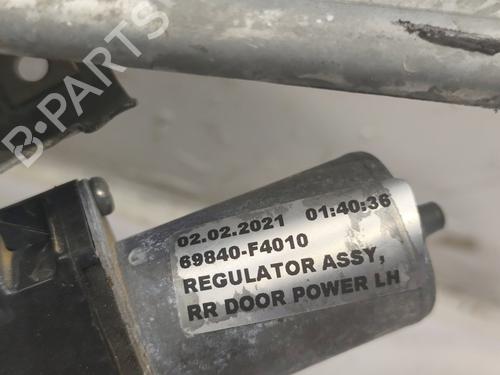 B-PARTS
02.02.2021 01:40:36
69840-F4010
REGULATOR ASSY,
RR DOOR POWER LH